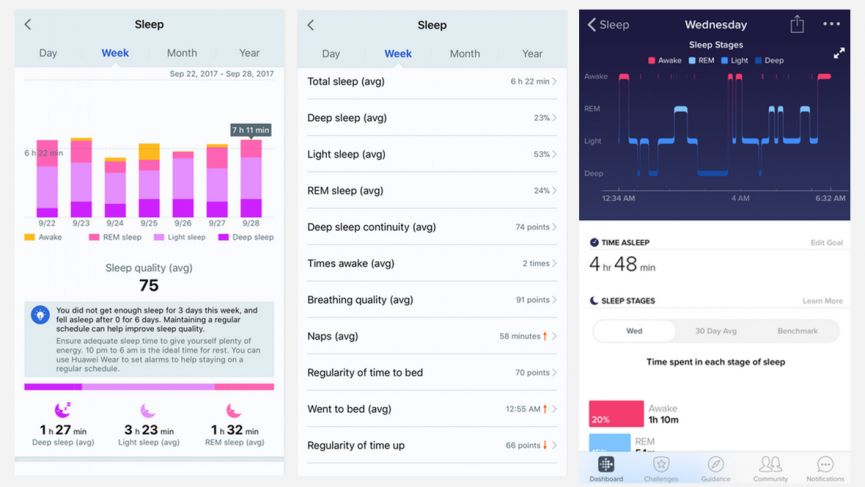 Sleep
Day Week Month Year
Sep 22, 2017 - Sep 28, 2017
7 h 11 min
6 h 22 min
9/22 9/23 9/24 9/25 9/26 9/27 9/28
Awake REM sleep Light sleep Deep sleep
Sleep quality (avg)
75
You did not get enough sleep for 3 days this week, and
fell asleep after 0 for 6 days. Maintaining a regular
schedule can help improve sleep quality.
Ensure adequate sleep time to give yourself plenty of
energy. 10 pm to 6 am is the ideal time for rest. You can
use Huawei Wear to set alarms to help staying on a
regular schedule.
1 h 27 min
Deep sleep (avg)
3 h 23 min
Light sleep (avg)
1 h 32 min
REM sleep (avg)
Sleep
Day Week Month Year
Total sleep (avg) 6 h 22 min
Deep sleep (avg) 23%
Light sleep (avg) 53%
REM sleep (avg) 24%
Deep sleep continuity (avg) 74 points
Times awake (avg) 2 times
Breathing quality (avg) 91 points
Naps (avg) 58 minutes
Regularity of time to bed 70 points
Went to bed (avg) 12:55 AM
Regularity of time up 66 points
Sleep Wednesday
Sleep Stages
Awake REM Light Deep
Awake
REM
Light
Deep
12:34 AM 4 AM 6:32 AM
TIME ASLEEP Edit Goal
4 hr 48 min
SLEEP STAGES Learn More
Wed 30 Day Avg Benchmark
Time spent in each stage of sleep
20% Awake
1h 10m
REM
Dashboard Challenges Guidance Community Notifications